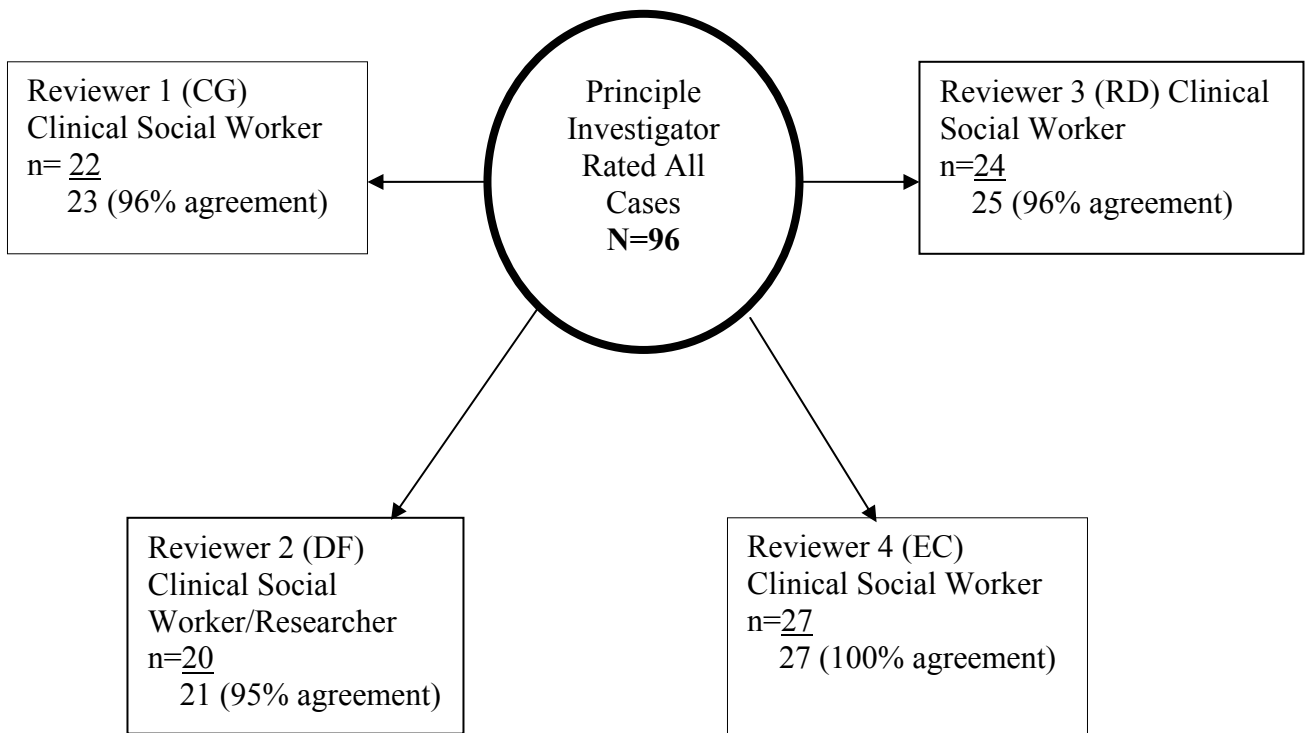 Principle
Investigator
Rated All
Cases
N=96
Reviewer 1 (CG)
Clinical Social Worker
n= 22
23 (96% agreement)
Reviewer 3 (RD) Clinical
Social Worker
n=24
25 (96% agreement)
Reviewer 2 (DF)
Clinical Social
Worker/Researcher
n=20
21 (95% agreement)
Reviewer 4 (EC)
Clinical Social Worker
n=27
27 (100% agreement)